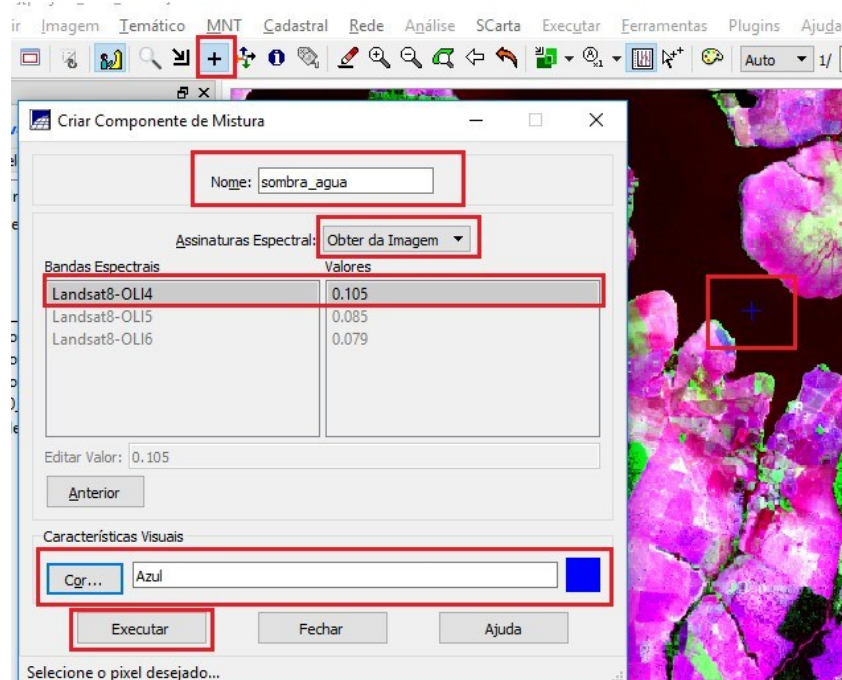 Imagem Temático MNT Cadastral Rede Análise SCarta Executar Ferramentas Plugins Ajuda
Auto 1/
Criar Componente de Mistura
Nome: sombra_agua
Assinaturas Espectral: Obter da Imagem
Bandas Espectrais Valores
Landsat8-OLI4 0.105
Landsat8-OLI5 0.085
Landsat8-OLI6 0.079
Editar Valor: 0.105
Anterior
Características Visuais
Cor... Azul
Executar Fechar Ajuda
Selecione o pixel desejado...